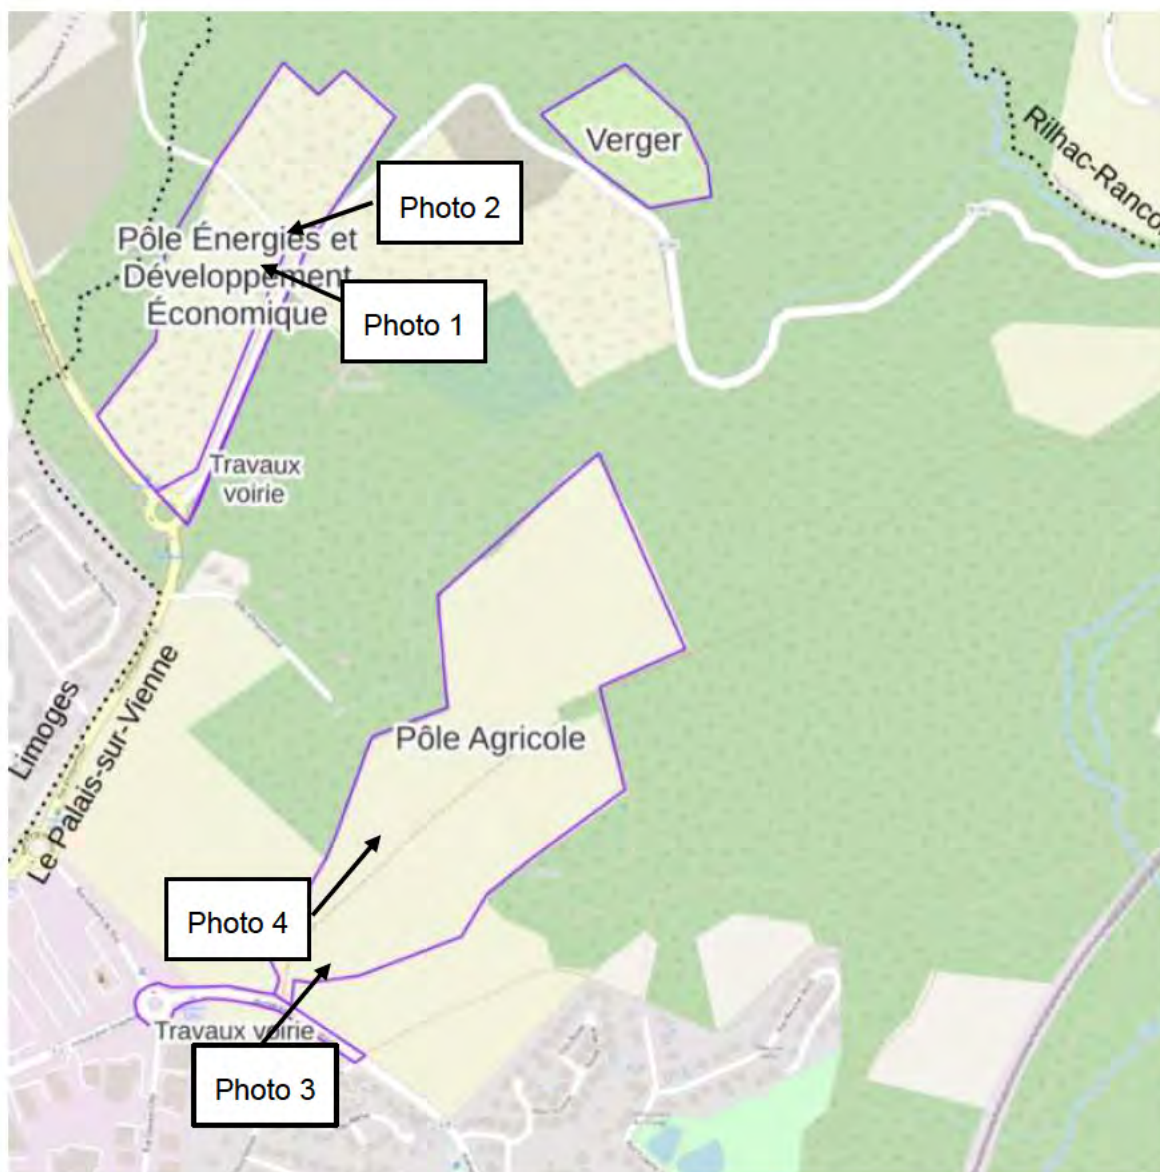 Rilhac-Rancon
Verger
Photo 2
Pôle Énergies et
Développement
Économique
Photo 1
Travaux
voirie
Limoges
Le Palais-sur-Vienne
Pôle Agricole
Photo 4
Travaux voirie
Photo 3